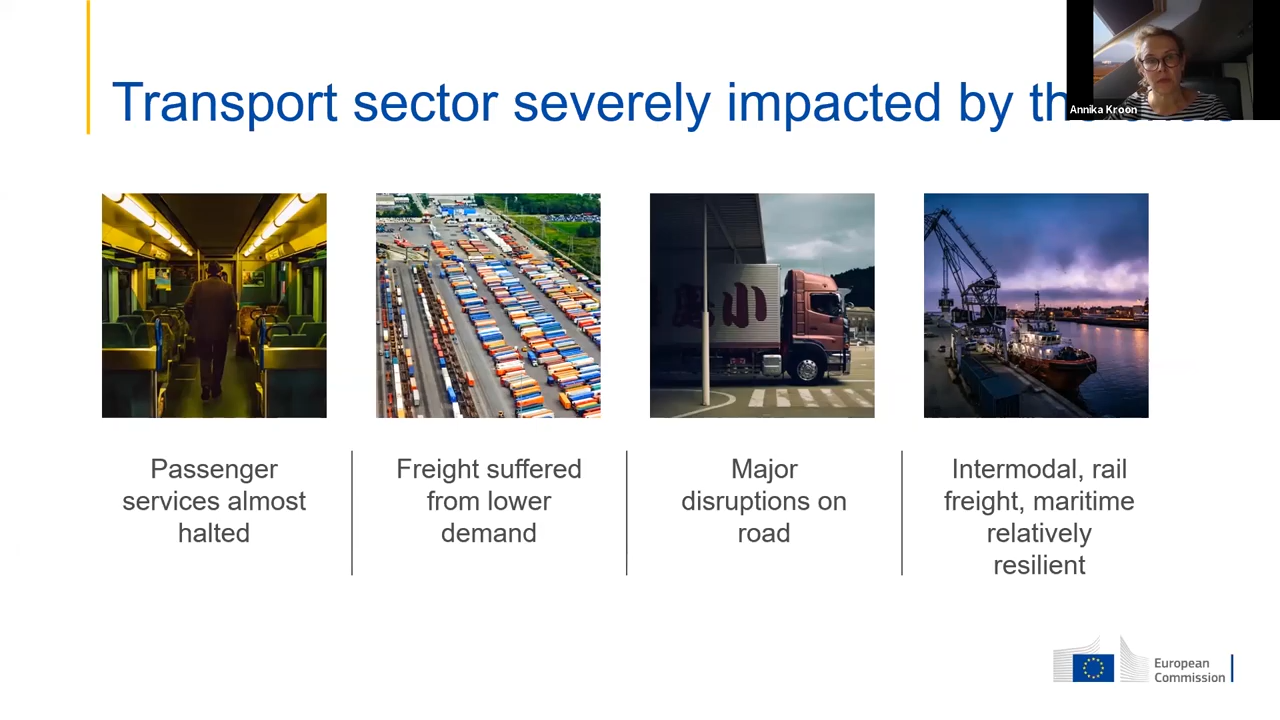 Transport sector severely impacted by
Annika Kroon
Passenger
services almost
halted
Freight suffered
from lower
demand
Major
disruptions on
road
Intermodal, rail
freight, maritime
relatively
resilient
European
Commission